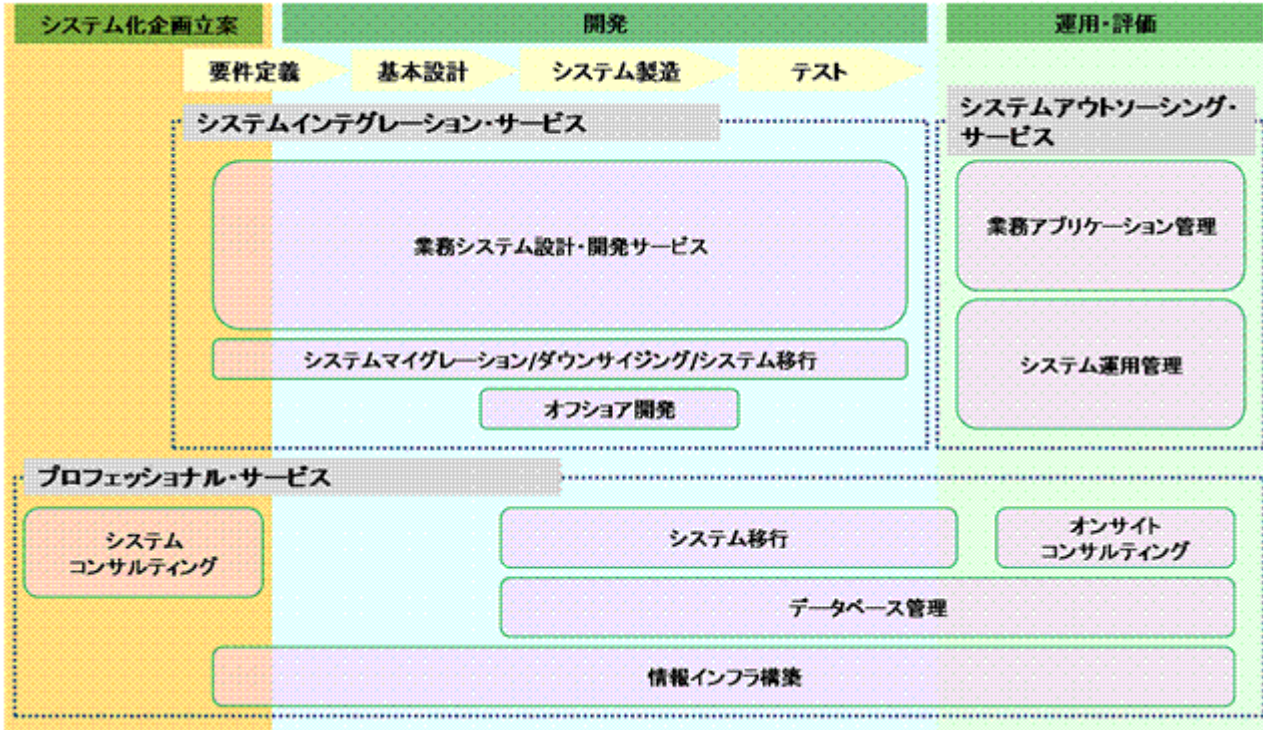 システム化企画立案
開発
運用・評価
要件定義
基本設計
システム製造
テスト
システムインテグレーション・サービス
システムアウトソーシング・
サービス
業務システム設計・開発サービス
業務アプリケーション管理
システムマイグレーション/ダウンサイジング/システム移行
システム運用管理
オフショア開発
プロフェッショナル・サービス
システム
コンサルティング
システム移行
オンサイト
コンサルティング
データベース管理
情報インフラ構築